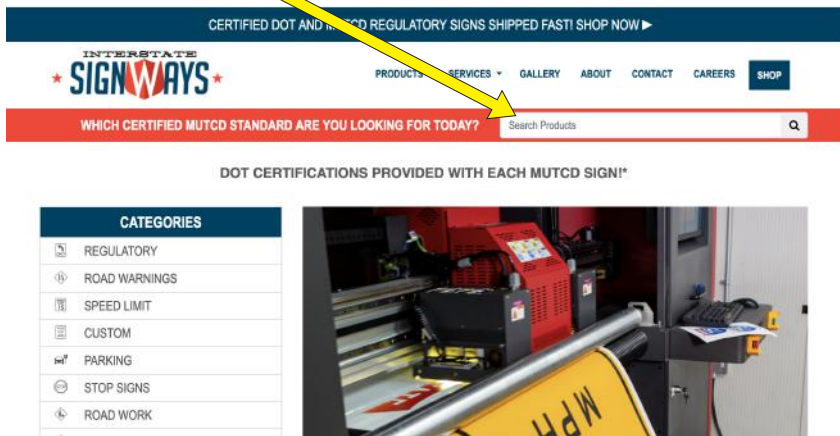 CERTIFIED DOT AND MUTCD REGULATORY SIGNS SHIPPED FAST! SHOP NOW ▶
INTERSTATE
SIGNWAYS
PRODUCTS SERVICES GALLERY ABOUT CONTACT CAREERS SHOP
WHICH CERTIFIED MUTCD STANDARD ARE YOU LOOKING FOR TODAY? Search Products
DOT CERTIFICATIONS PROVIDED WITH EACH MUTCD SIGN!*
CATEGORIES
REGULATORY
ROAD WARNINGS
SPEED LIMIT
CUSTOM
PARKING
STOP SIGNS
ROAD WORK
MPH